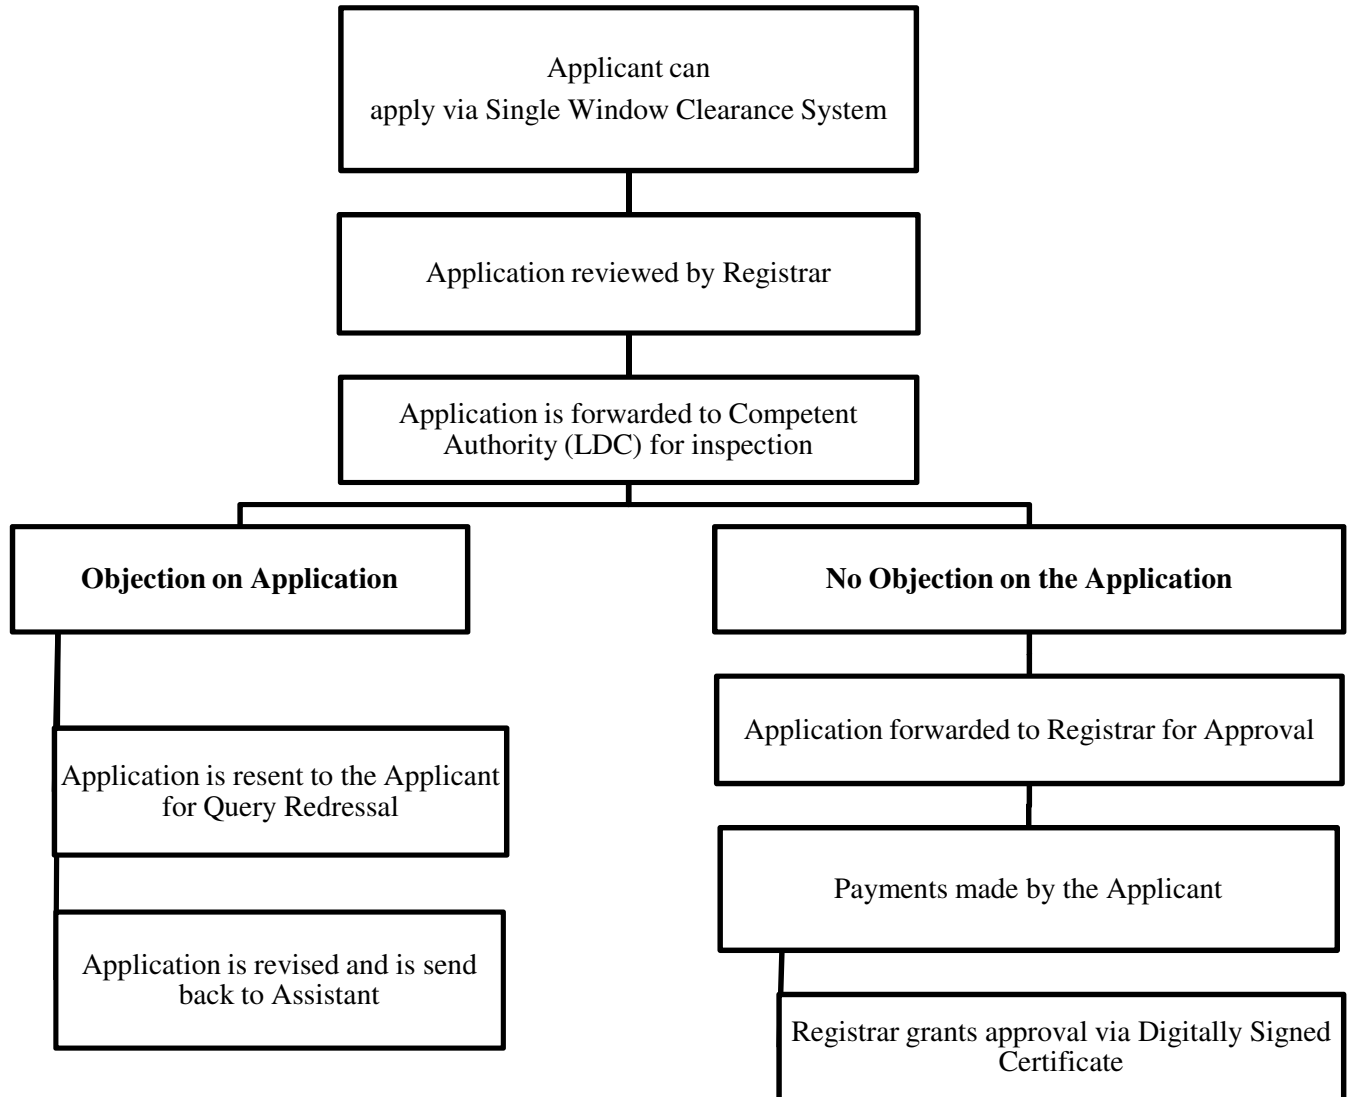 Applicant can
apply via Single Window Clearance System
Application reviewed by Registrar
Application is forwarded to Competent
Authority (LDC) for inspection
Objection on Application
No Objection on the Application
Application is resent to the Applicant
for Query Redressal
Application is revised and is send
back to Assistant
Application forwarded to Registrar for Approval
Payments made by the Applicant
Registrar grants approval via Digitally Signed
Certificate